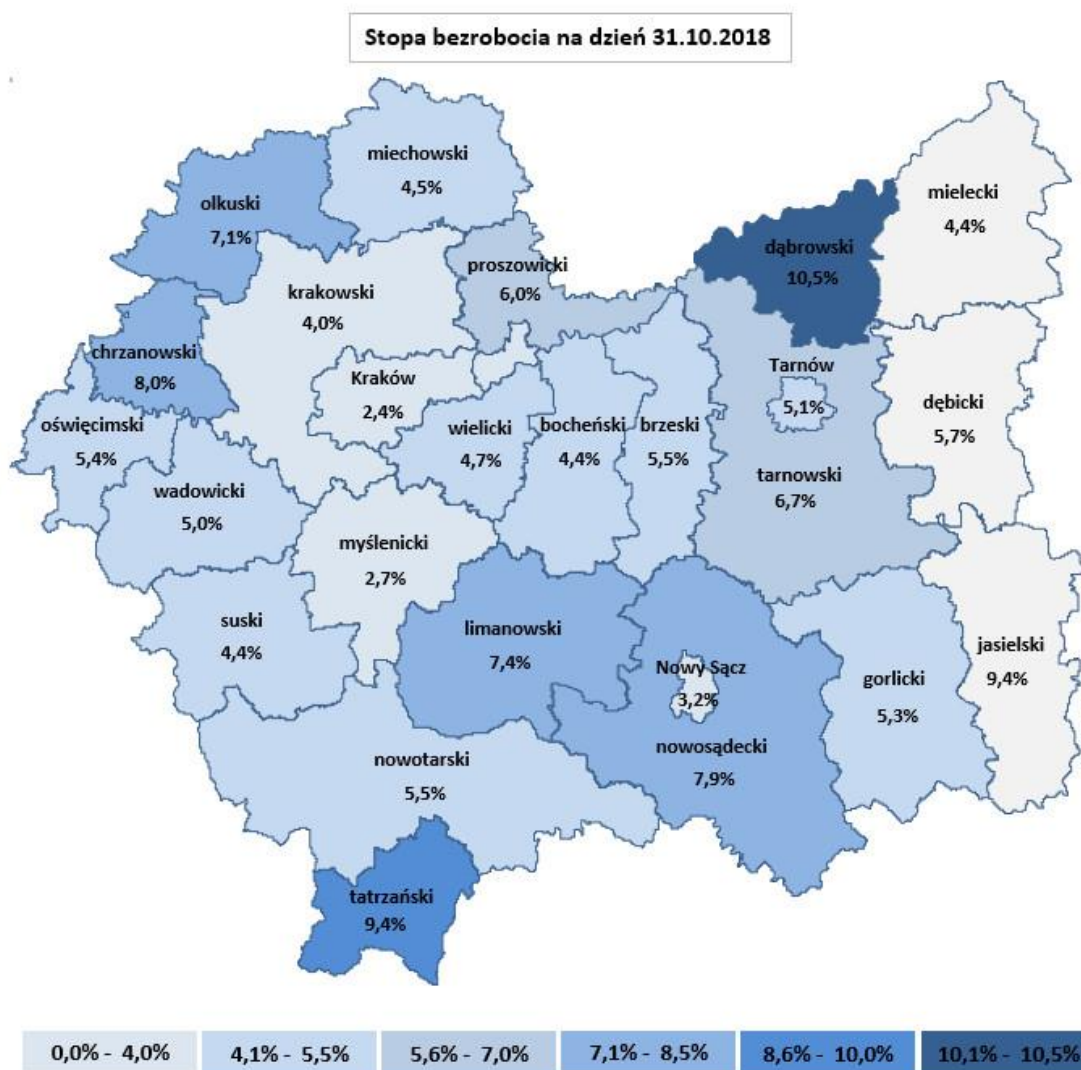 Stopa bezrobocia na dzień 31.10.2018
miechowski
4,5%
olkuski
7,1%
mielecki
4,4%
dąbrowski
10,5%
proszowicki
6,0%
krakowski
4,0%
chrzanowski
8,0%
Kraków
2,4%
Tarnów
5,1%
dębicki
5,7%
oświęcimski
5,4%
wielicki
4,7%
bocheński
4,4%
brzeski
5,5%
wadowicki
5,0%
tarnowski
6,7%
myślenicki
2,7%
suski
4,4%
limanowski
7,4%
Nowy Sącz
3,2%
gorlicki
5,3%
jasielski
9,4%
nowosądecki
7,9%
nowotarski
5,5%
tatrzański
9,4%
0,0% - 4,0% 4,1% - 5,5% 5,6% - 7,0% 7,1% - 8,5% 8,6% - 10,0% 10,1% - 10,5%